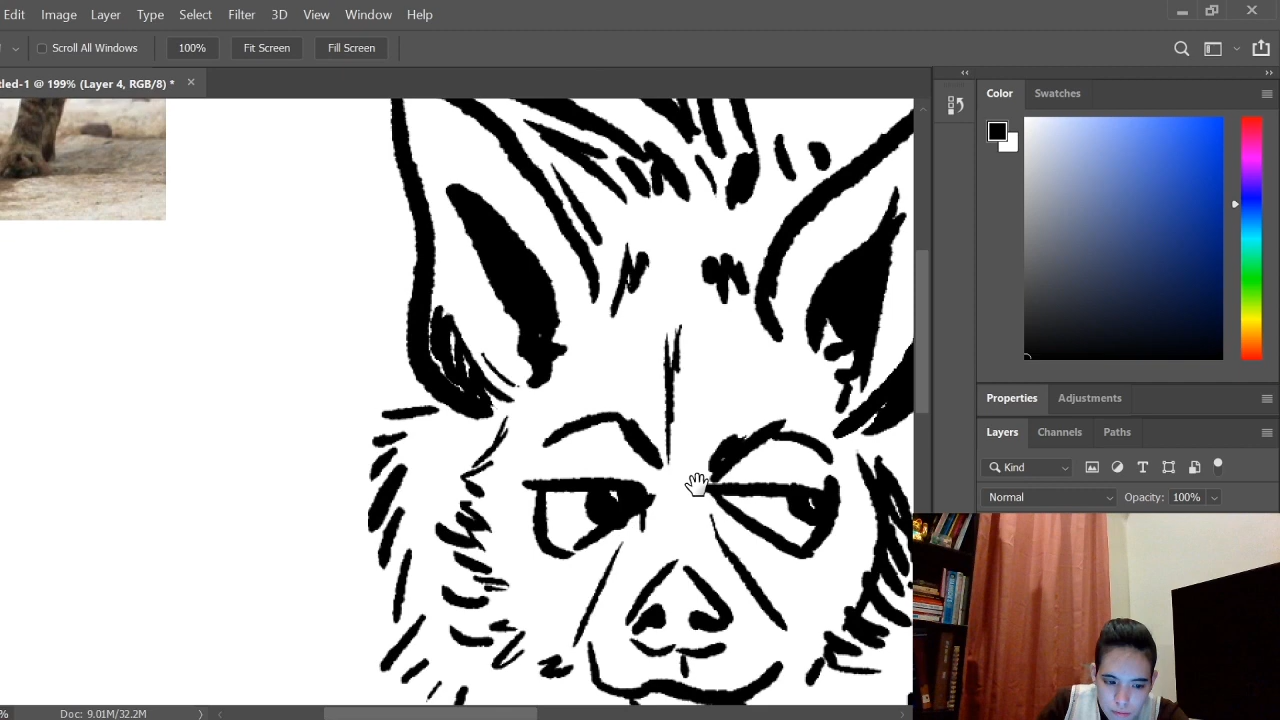 Edit Image Layer Type Select Filter 3D View Window Help
Scroll All Windows 100% Fit Screen Fill Screen
tled-1 @ 199% (Layer 4, RGB/8) *
Color Swatches
Properties Adjustments
Layers Channels Paths
Kind
Normal Opacity: 100%
% Doc: 9.01M/32.2M